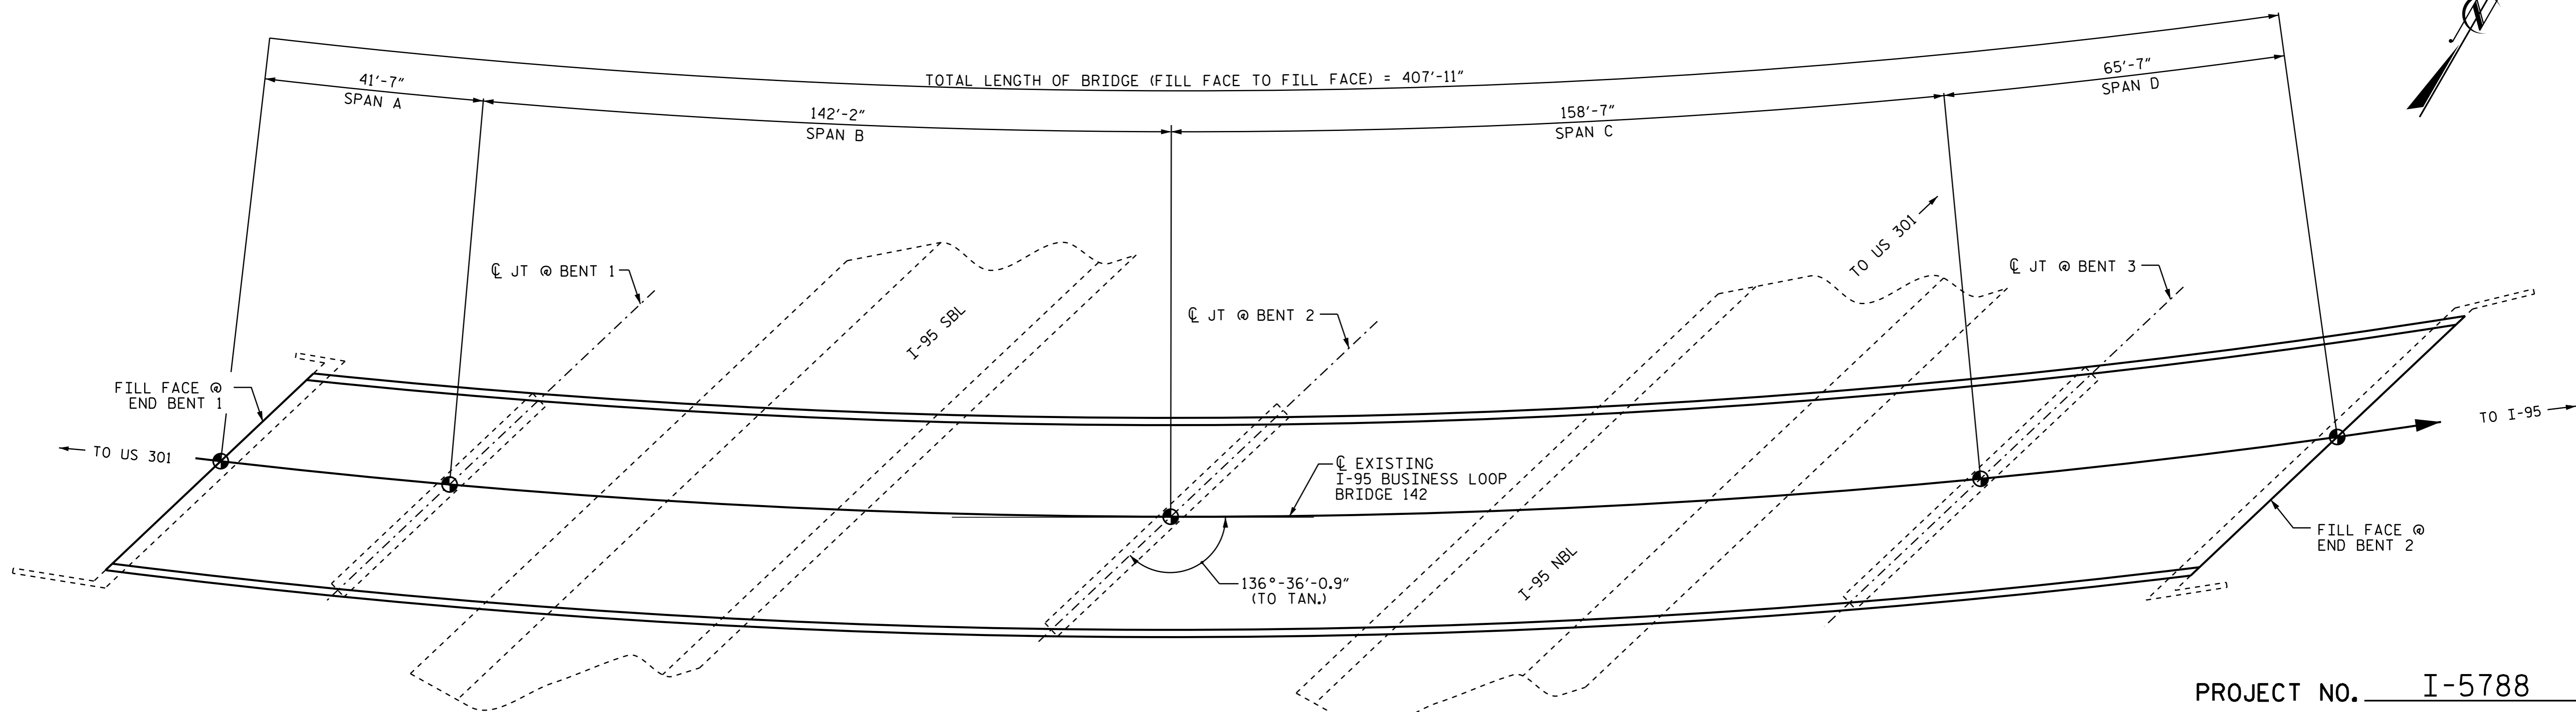 N
TOTAL LENGTH OF BRIDGE (FILL FACE TO FILL FACE) = 407'-11"
41'-7"
SPAN A
142'-2"
SPAN B
158'-7"
SPAN C
65'-7"
SPAN D
TO US 301
℄ JT @ BENT 1
I-95 SBL
℄ JT @ BENT 2
℄ JT @ BENT 3
FILL FACE @
END BENT 1
TO US 301
TO I-95
℄ EXISTING
I-95 BUSINESS LOOP
BRIDGE 142
136°-36'-0.9"
(TO TAN.)
I-95 NBL
FILL FACE @
END BENT 2
PROJECT NO. I-5788